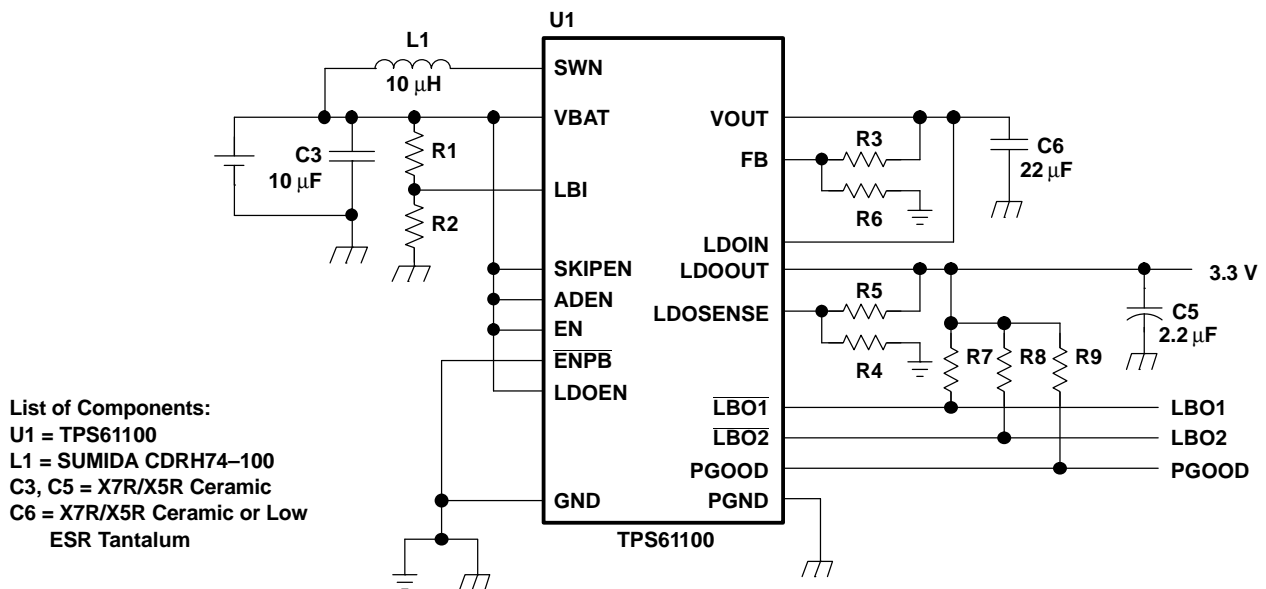 U1
L1
10 μH
SWN
VBAT
VOUT
C3
10 μF
R1
R3
C6
22 μF
FB
LBI
R2
R6
LDOIN
SKIPEN
LDOOUT
3.3 V
ADEN
R5
LDOSENSE
C5
2.2 μF
EN
ENPB
R4
R7
R8
R9
LDOEN
LBO1
LBO1
LBO2
LBO2
PGOOD
PGOOD
GND
PGND
TPS61100
List of Components:
U1 = TPS61100
L1 = SUMIDA CDRH74–100
C3, C5 = X7R/X5R Ceramic
C6 = X7R/X5R Ceramic or Low
ESR Tantalum